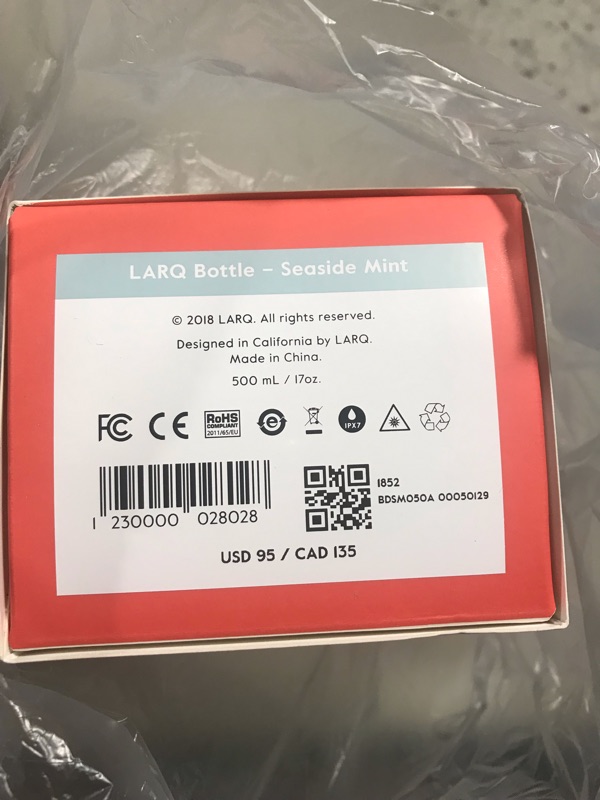 LARQ Bottle – Seaside Mint
© 2018 LARQ. All rights reserved.
Designed in California by LARQ.
Made in China.
500 mL / 17oz.
FC CE RoHS COMPLIANT 2011/65/EU e IPX7
1 230000 028028
1852
BDSM050A 00050129
USD 95 / CAD 135